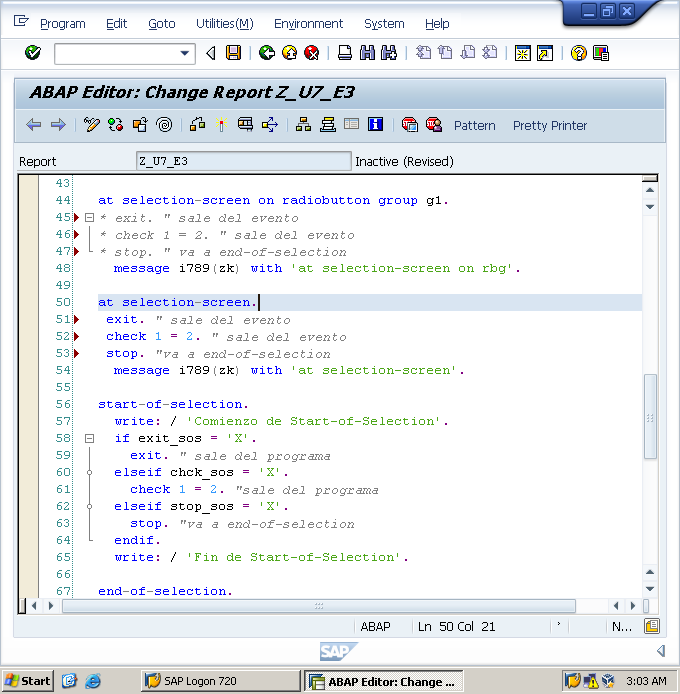 Program Edit Goto Utilities(M) Environment System Help
ABAP Editor: Change Report Z_U7_E3
Pattern Pretty Printer
Report Z_U7_E3 Inactive (Revised)
43
44 at selection-screen on radiobutton group g1.
45 * exit. " sale del evento
46 * check 1 = 2. " sale del evento
47 * stop. " va a end-of-selection
48 message i789(zk) with 'at selection-screen on rbg'.
49
50 at selection-screen.
51 exit. " sale del evento
52 check 1 = 2. " sale del evento
53 stop. "va a end-of-selection
54 message i789(zk) with 'at selection-screen'.
55
56 start-of-selection.
57 write: / 'Comienzo de Start-of-Selection'.
58 if exit_sos = 'X'.
59 exit. " sale del programa
60 elseif chck_sos = 'X'.
61 check 1 = 2. "sale del programa
62 elseif stop_sos = 'X'.
63 stop. "va a end-of-selection
64 endif.
65 write: / 'Fin de Start-of-Selection'.
66
67 end-of-selection.
ABAP Ln 50 Col 21 * N...
SAP
Start SAP Logon 720 ABAP Editor: Change ... 3:03 AM